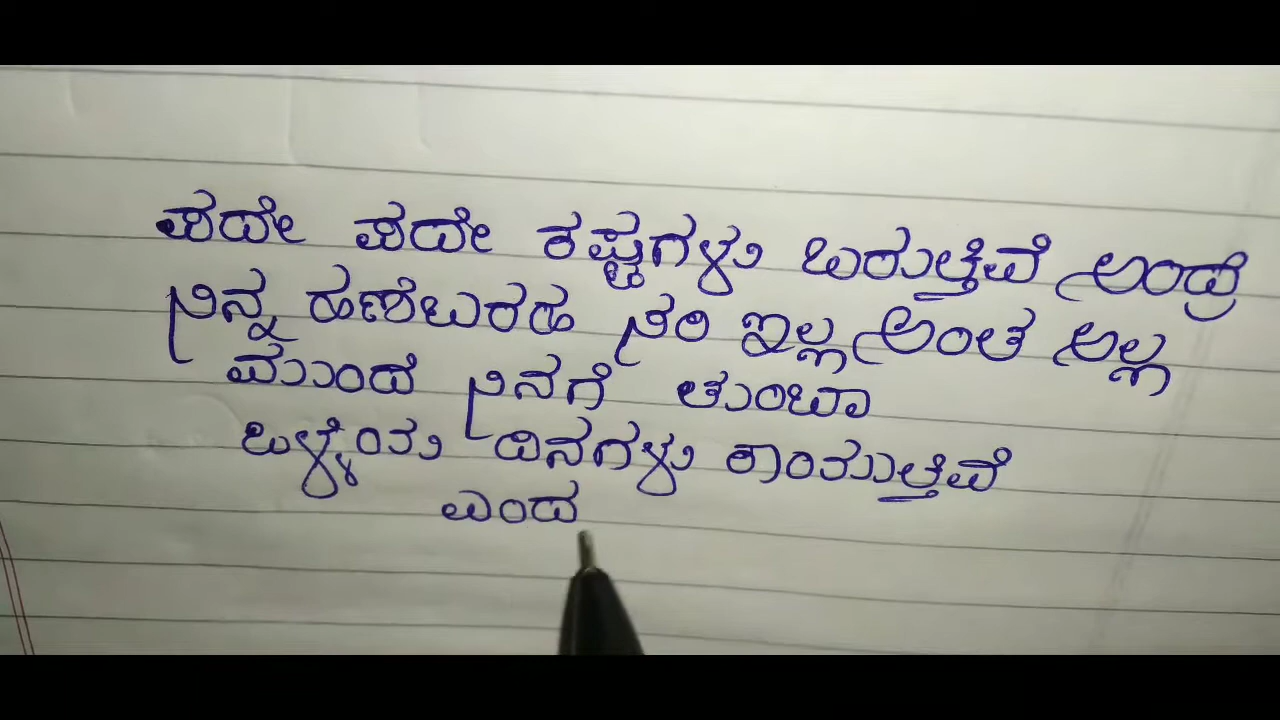 ಪದೇ ಪದೇ ಕಷ್ಟಗಳು ಬರುತ್ತಿವೆ ಅಂದ್ರೆ
ನಿನ್ನ ಹಣೆಬರಹ ಸರಿ ಇಲ್ಲ ಅಂತ ಅಲ್ಲ
ಮುಂದೆ ನಿನಗೆ ತುಂಬಾ
ಒಳ್ಳೆಯ ದಿನಗಳು ಕಾಯುತ್ತಿವೆ
ಎಂದ